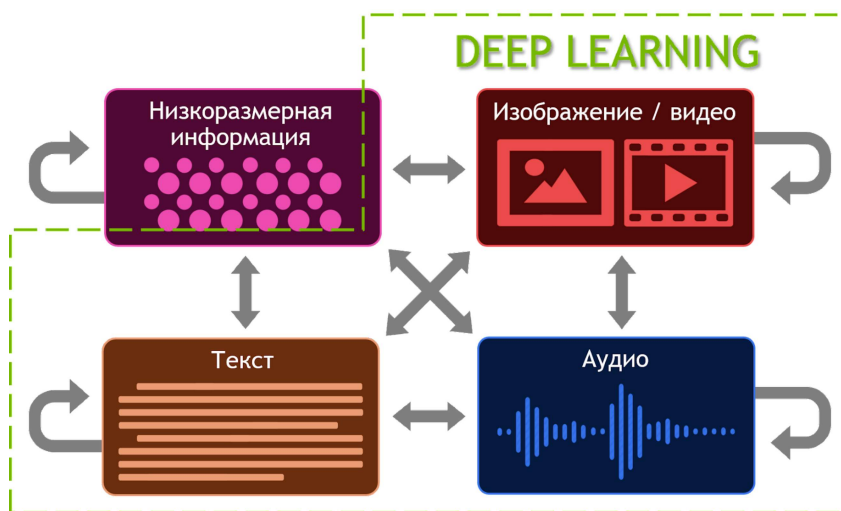 DEEP LEARNING
Низкоразмерная
информация
Изображение / видео
Текст
Аудио